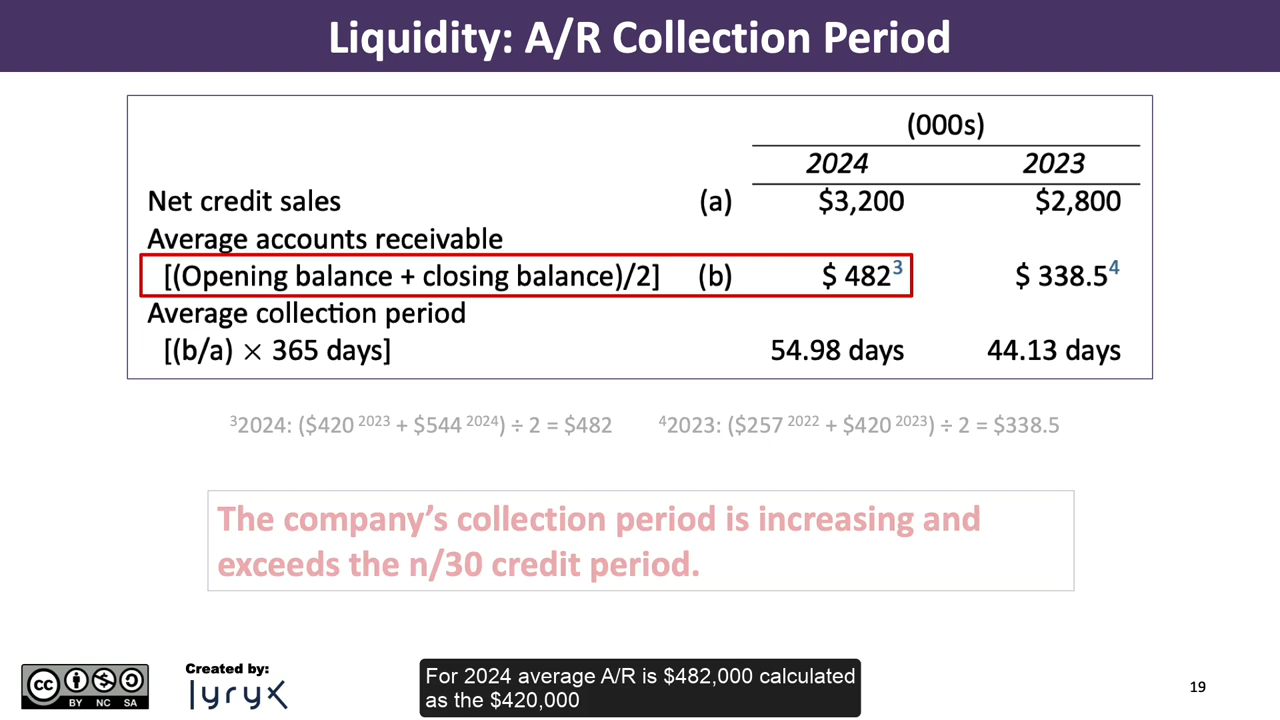 Liquidity: A/R Collection Period
(000s)
2024 2023
Net credit sales (a) $3,200 $2,800
Average accounts receivable
[(Opening balance + closing balance)/2] (b) $ 482³ $ 338.5⁴
Average collection period
[(b/a) × 365 days] 54.98 days 44.13 days
³2024: ($420 ²⁰²³ + $544 ²⁰²⁴) ÷ 2 = $482 ⁴2023: ($257 ²⁰²² + $420 ²⁰²³) ÷ 2 = $338.5
The company’s collection period is increasing and
exceeds the n/30 credit period.
cc BY NC SA
Created by:
lyryx
For 2024 average A/R is $482,000 calculated
as the $420,000
19